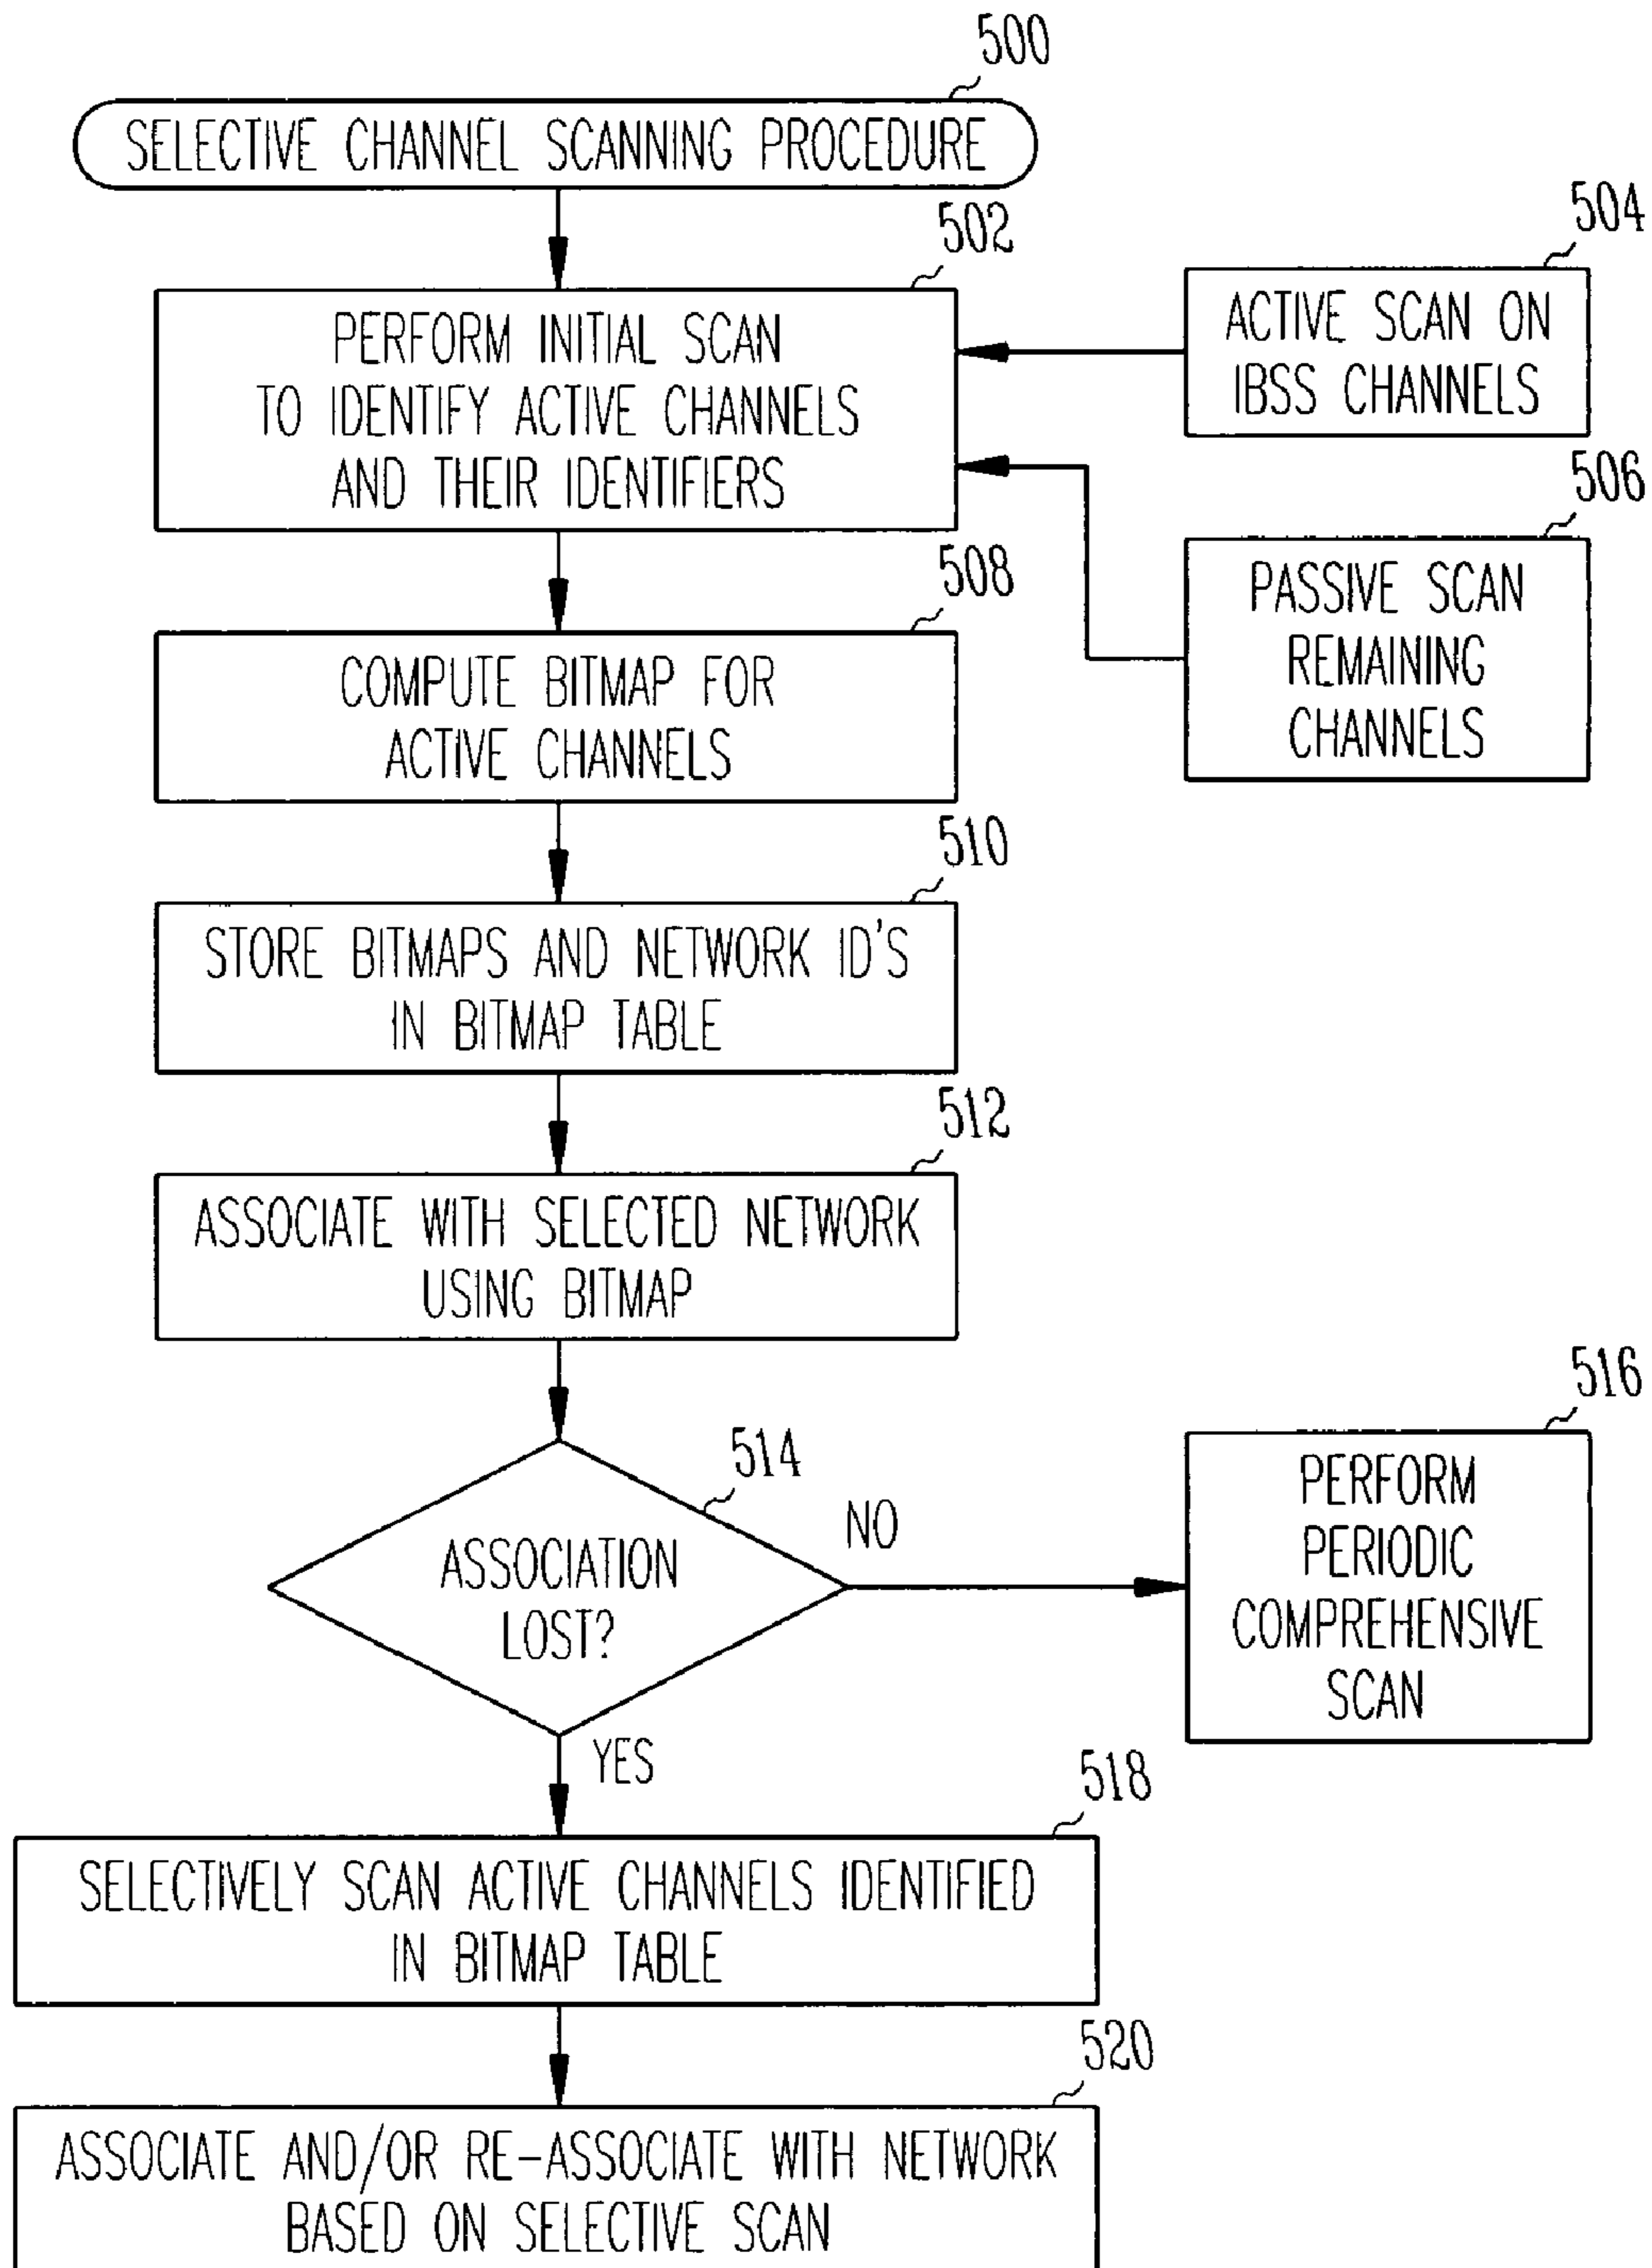 500
SELECTIVE CHANNEL SCANNING PROCEDURE
502
PERFORM INITIAL SCAN
TO IDENTIFY ACTIVE CHANNELS
AND THEIR IDENTIFIERS
504
ACTIVE SCAN ON
IBSS CHANNELS
506
PASSIVE SCAN
REMAINING
CHANNELS
508
COMPUTE BITMAP FOR
ACTIVE CHANNELS
510
STORE BITMAPS AND NETWORK ID'S
IN BITMAP TABLE
512
ASSOCIATE WITH SELECTED NETWORK
USING BITMAP
514
ASSOCIATION
LOST?
NO
516
PERFORM
PERIODIC
COMPREHENSIVE
SCAN
YES
518
SELECTIVELY SCAN ACTIVE CHANNELS IDENTIFIED
IN BITMAP TABLE
520
ASSOCIATE AND/OR RE-ASSOCIATE WITH NETWORK
BASED ON SELECTIVE SCAN